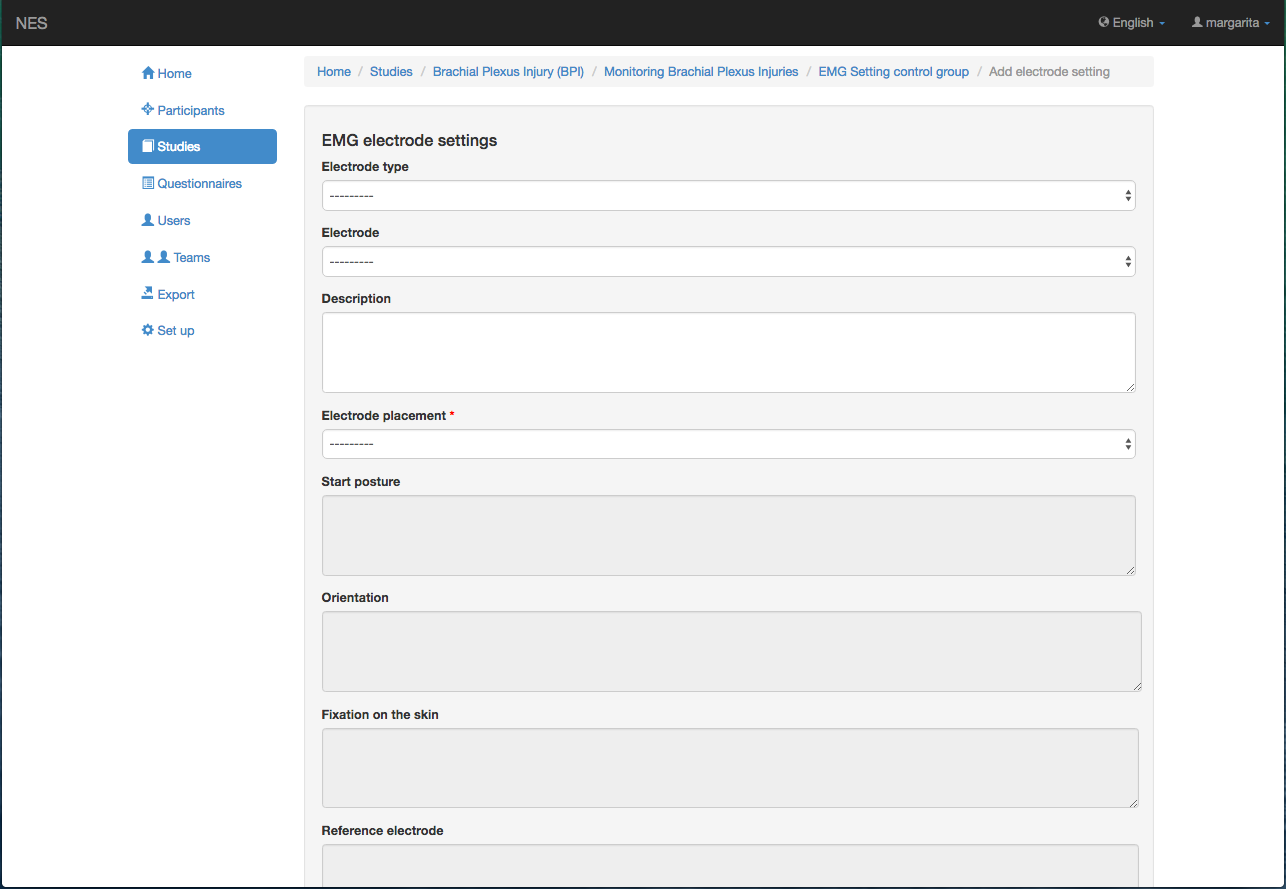 NES
English
margarita
Home
Participants
Studies
Questionnaires
Users
Teams
Export
Set up
Home / Studies / Brachial Plexus Injury (BPI) / Monitoring Brachial Plexus Injuries / EMG Setting control group / Add electrode setting
EMG electrode settings
Electrode type
---------
Electrode
---------
Description
Electrode placement *
---------
Start posture
Orientation
Fixation on the skin
Reference electrode